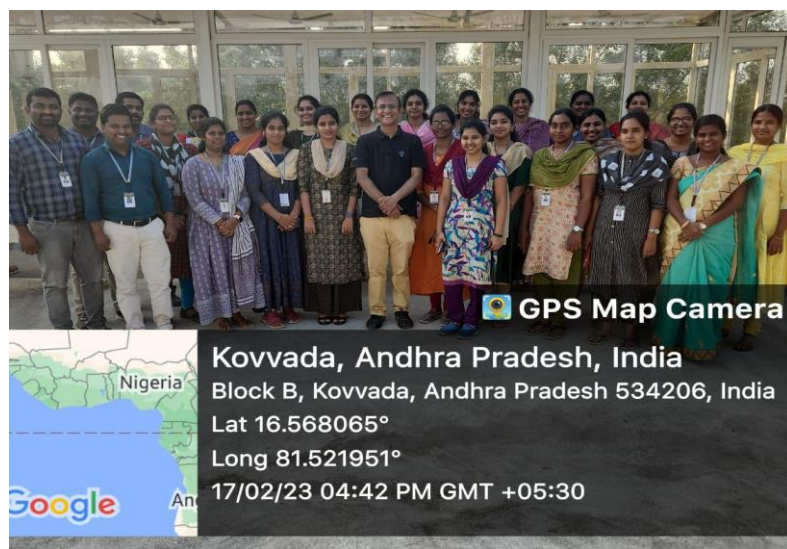 GPS Map Camera
Nigeria
An
Google
Kovvada, Andhra Pradesh, India
Block B, Kovvada, Andhra Pradesh 534206, India
Lat 16.568065°
Long 81.521951°
17/02/23 04:42 PM GMT +05:30